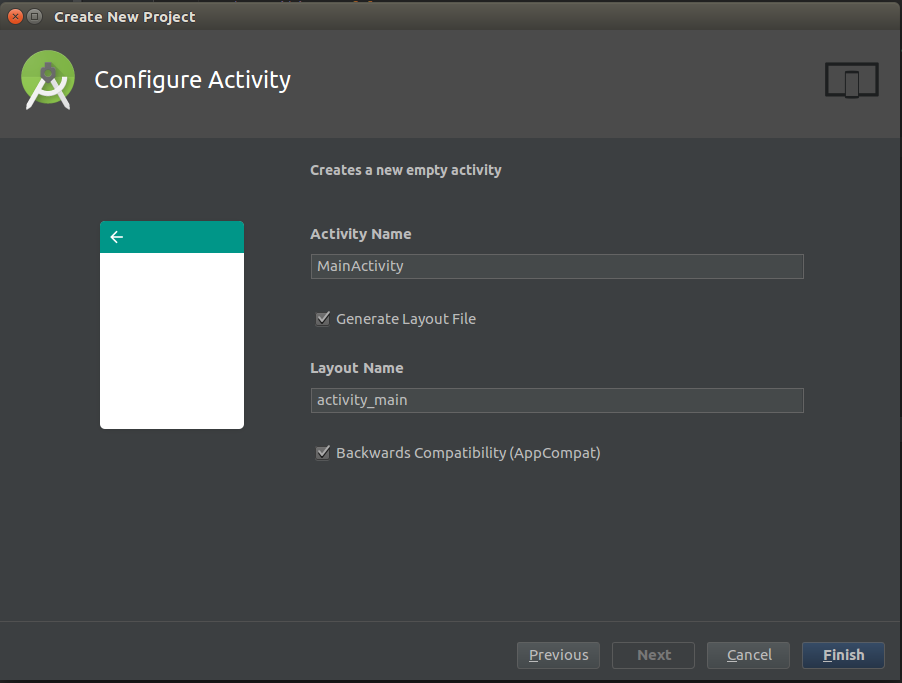 Create New Project
Configure Activity
Creates a new empty activity
Activity Name
MainActivity
Generate Layout File
Layout Name
activity_main
Backwards Compatibility (AppCompat)
Previous Next Cancel Finish